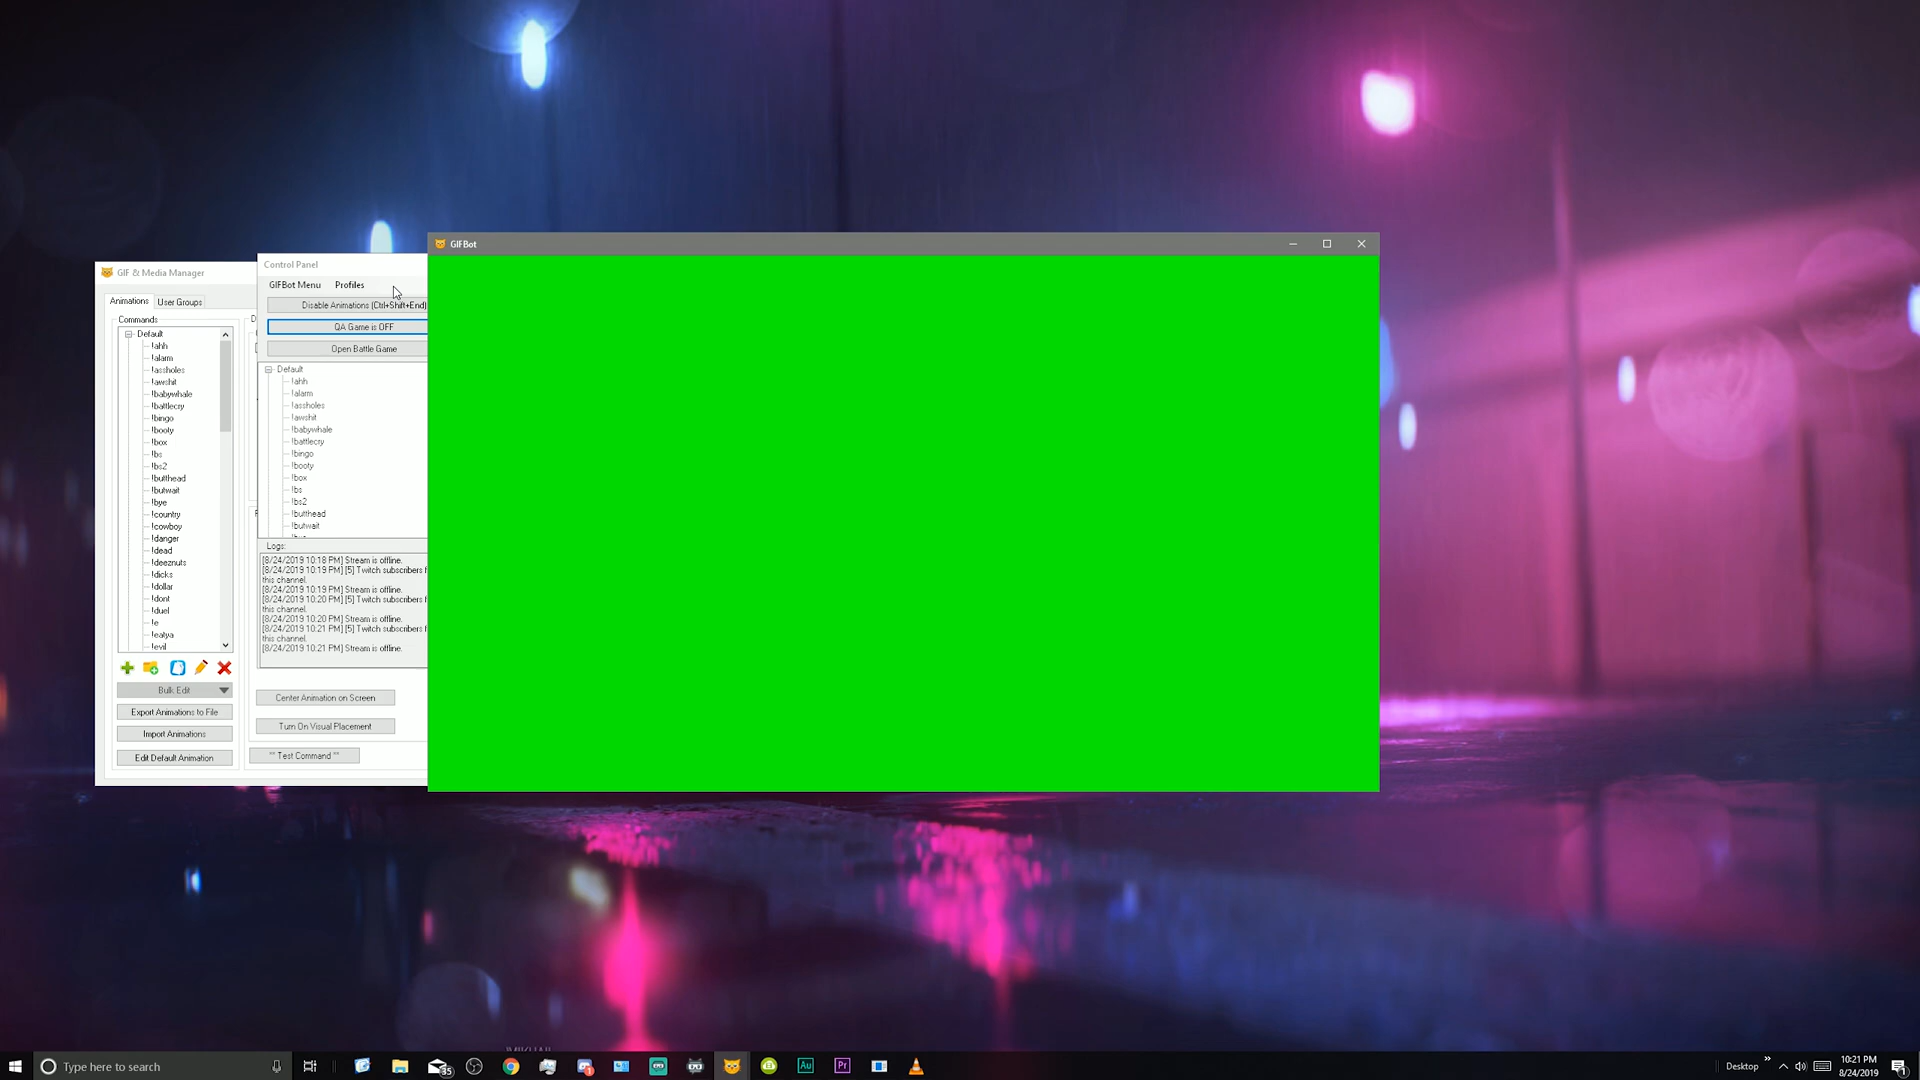 GIFBot
GIF & Media Manager
Animations
User Groups
Commands
Default
!ahh
!alarm
!assholes
!awshit
!babywhale
!battlecry
!bingo
!booty
!box
!bs
!bs2
!butthead
!butwait
!bye
!country
!cowboy
!danger
!dead
!deeznuts
!dicks
!dollar
!dont
!duel
!e
!eatya
!evil
Bulk Edit
Export Animations to File
Import Animations
Edit Default Animation
Control Panel
GIFBot Menu
Profiles
Disable Animations (Ctrl+Shift+End)
QA Game is OFF
Open Battle Game
Default
!ahh
!alarm
!assholes
!awshit
!babywhale
!battlecry
!bingo
!booty
!box
!bs
!bs2
!butthead
!butwait
Logs:
[8/24/2019 10:18 PM] Stream is offline.
[8/24/2019 10:19 PM] [5] Twitch subscribers f
this channel.
[8/24/2019 10:19 PM] Stream is offline.
[8/24/2019 10:20 PM] [5] Twitch subscribers f
this channel.
[8/24/2019 10:20 PM] Stream is offline.
[8/24/2019 10:21 PM] [5] Twitch subscribers f
this channel.
[8/24/2019 10:21 PM] Stream is offline.
Center Animation on Screen
Turn On Visual Placement
** Test Command **
Type here to search
35
1
Au
Pr
Desktop
10:21 PM
8/24/2019
1